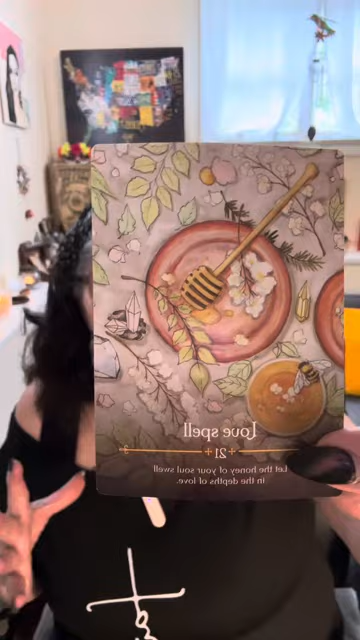 Love spell
21
Let the honey of your soul swell
in the depths of love.